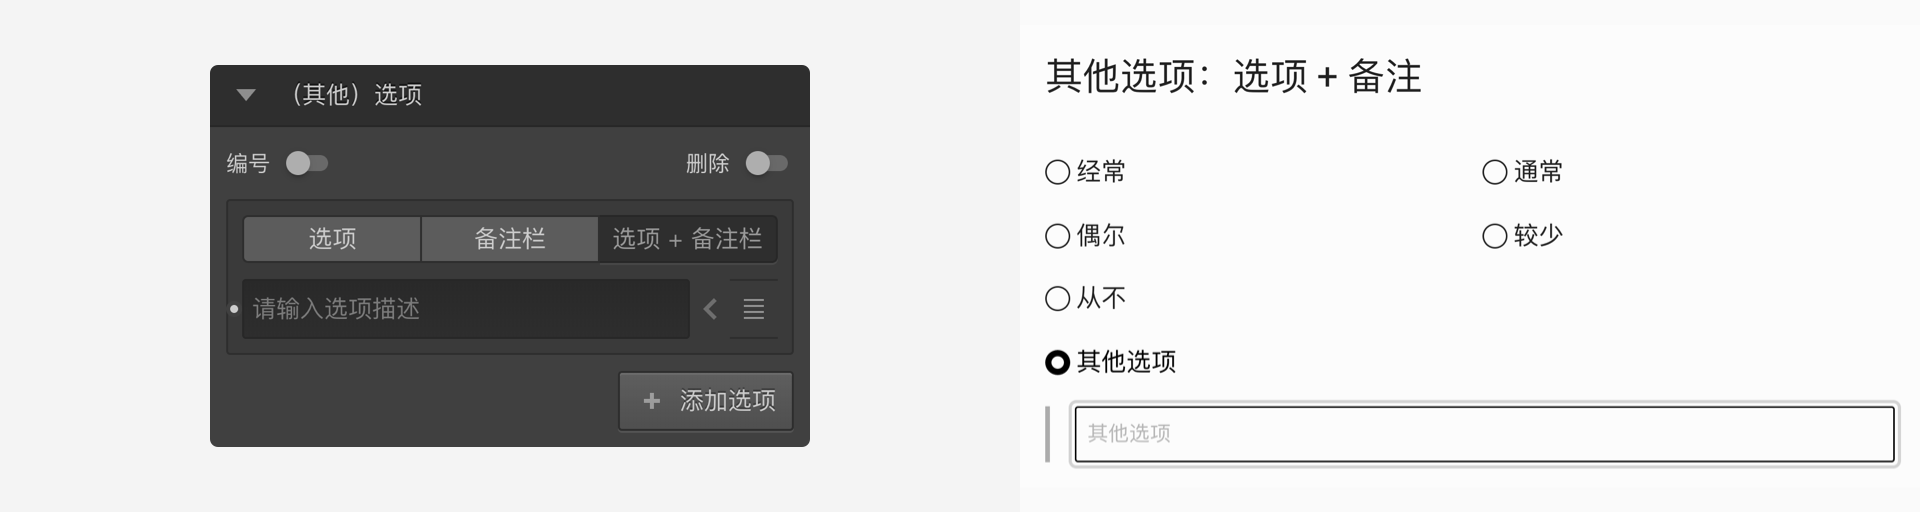 （其他）选项
编号
删除
选项
备注栏
选项 + 备注栏
请输入选项描述
+ 添加选项
其他选项：选项 + 备注
经常
通常
偶尔
较少
从不
其他选项
其他选项